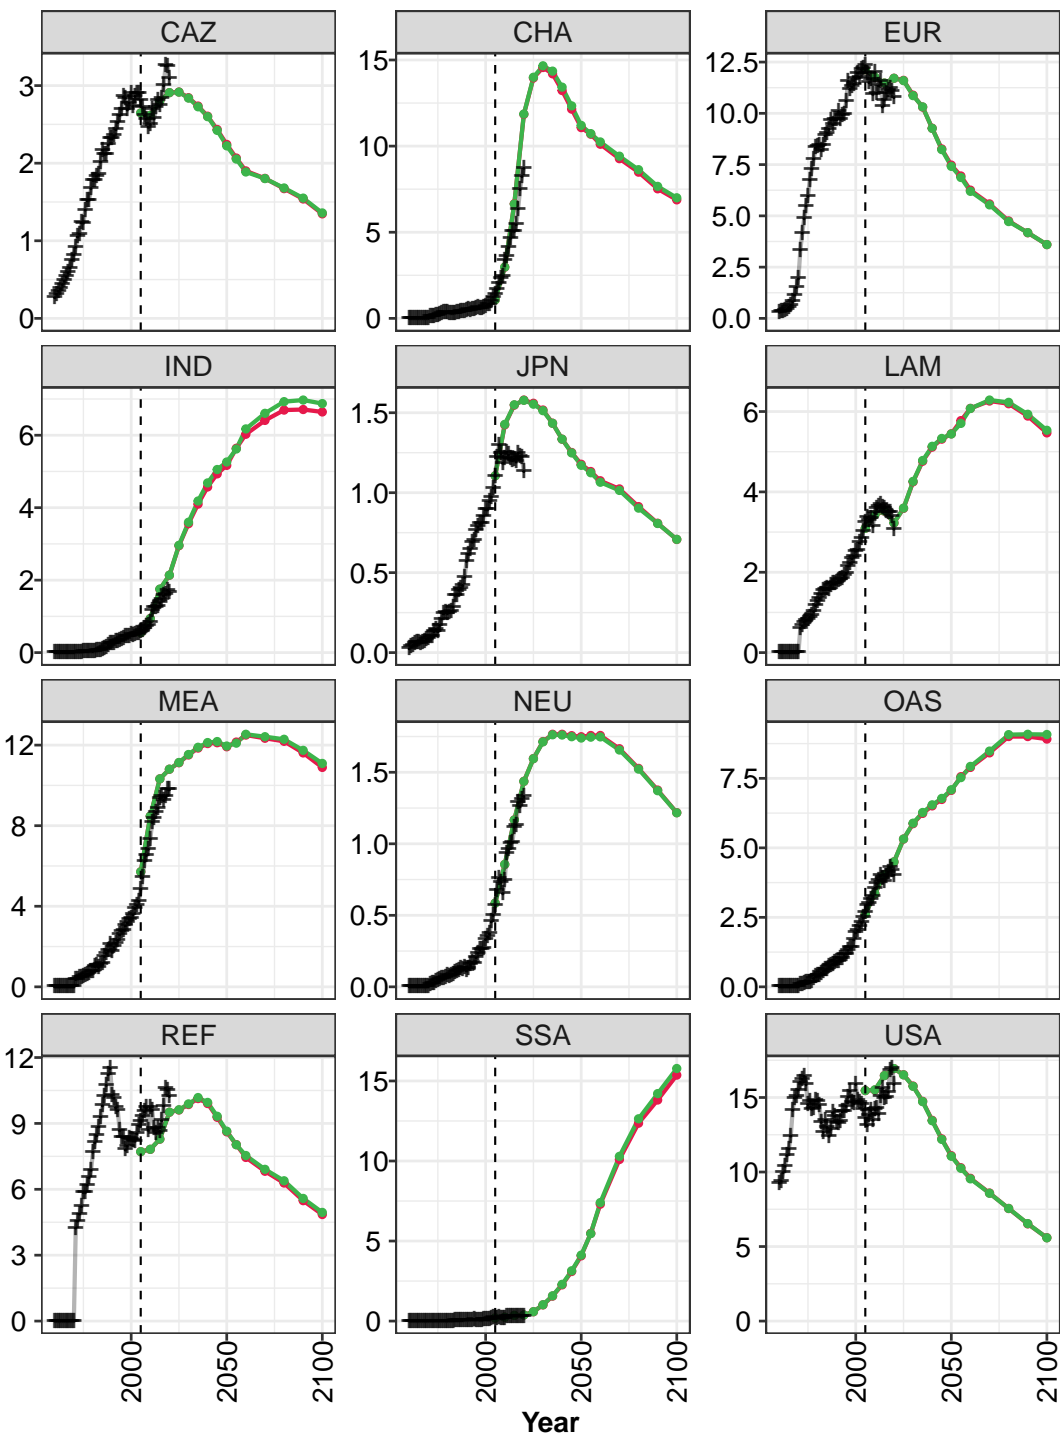 CAZ CHA EUR
3 2 1 0
15 10 5 0
12.5 10.0 7.5 5.0 2.5 0.0
IND JPN LAM
6 4 2 0
1.5 1.0 0.5 0.0
6 4 2 0
MEA NEU OAS
12 8 4 0
1.5 1.0 0.5 0.0
7.5 5.0 2.5 0.0
REF SSA USA
12 9 6 3 0
15 10 5 0
15 10 5 0
2000 2050 2100 2000 2050 2100 2000 2050 2100
Year